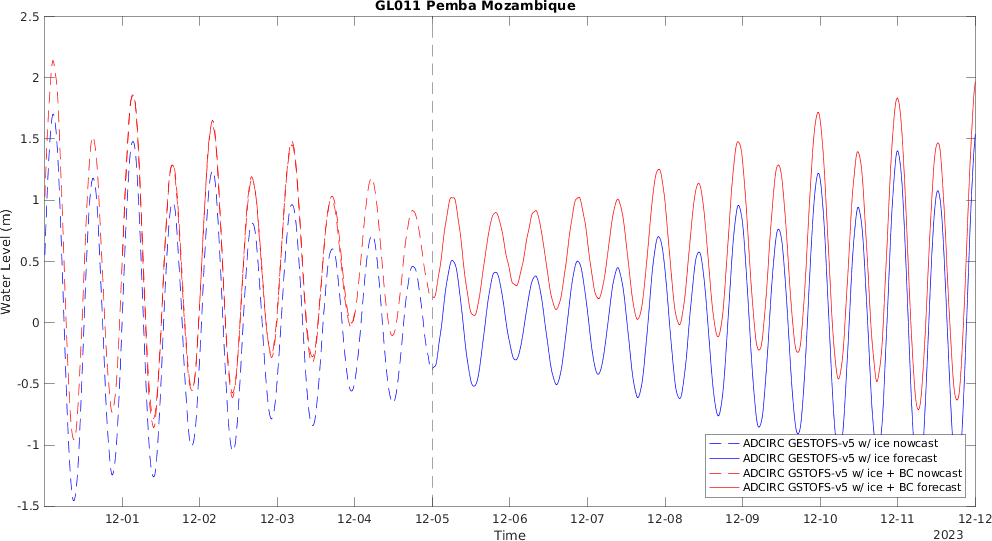 GL011 Pemba Mozambique
2.5
2
1.5
1
0.5
0
-0.5
-1
-1.5
Water Level (m)
ADCIRC GESTOFS-v5 w/ ice nowcast
ADCIRC GESTOFS-v5 w/ ice forecast
ADCIRC GSTOFS-v5 w/ ice + BC nowcast
ADCIRC GSTOFS-v5 w/ ice + BC forecast
12-01 12-02 12-03 12-04 12-05 12-06 12-07 12-08 12-09 12-10 12-11 12-12
Time
2023